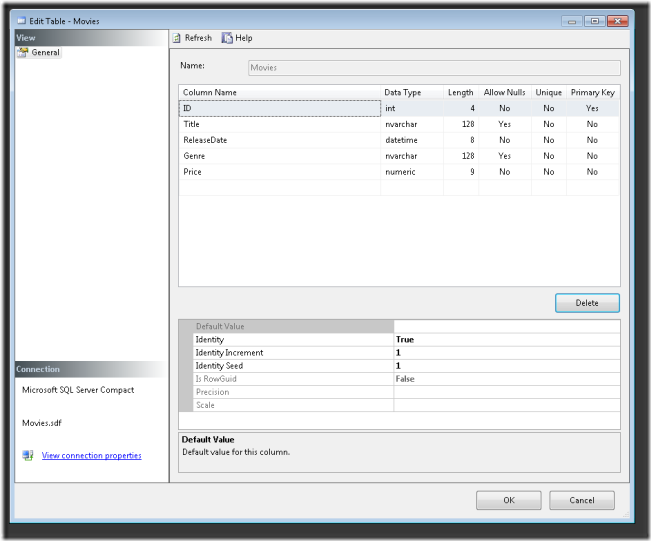 Edit Table - Movies
View
General
Refresh Help
Name: Movies
Column Name Data Type Length Allow Nulls Unique Primary Key
ID int 4 No No Yes
Title nvarchar 128 Yes No No
ReleaseDate datetime 8 No No No
Genre nvarchar 128 Yes No No
Price numeric 9 No No No
Delete
Default Value
Identity True
Identity Increment 1
Identity Seed 1
Is RowGuid False
Precision
Scale
Default Value
Default value for this column.
Connection
Microsoft SQL Server Compact
Movies.sdf
View connection properties
OK Cancel